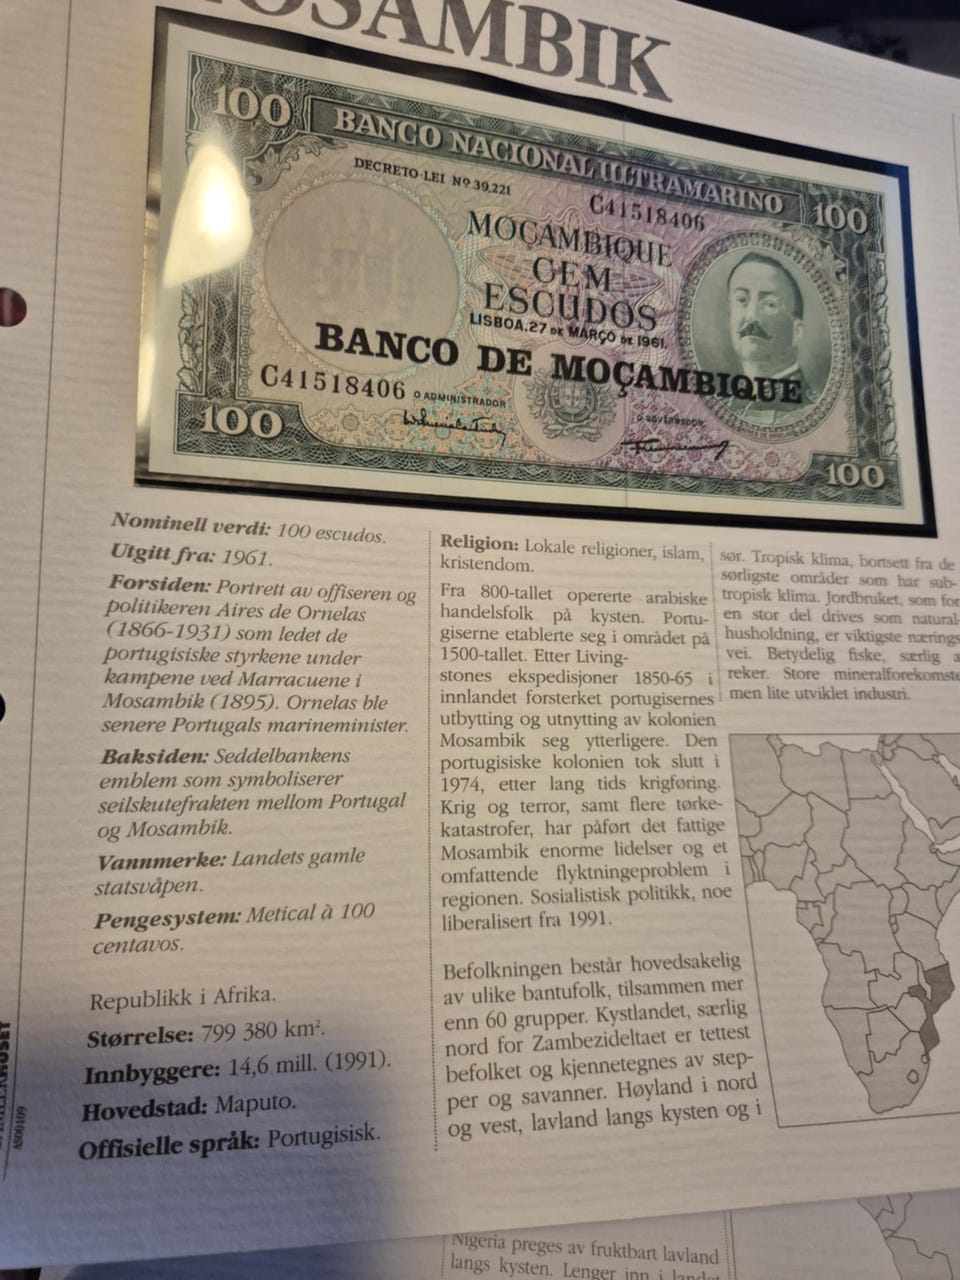 MOSAMBIK
100
BANCO NACIONAL ULTRAMARINO
100
DECRETO-LEI Nº 39,221
C41518406
MOÇAMBIQUE
CEM
ESCUDOS
LISBOA, 27 DE MARÇO DE 1961.
BANCO DE MOÇAMBIQUE
C41518406
O ADMINISTRADOR
O GOVERNADOR
100
100
Nominell verdi: 100 escudos.
Utgitt fra: 1961.
Forsiden: Portrett av offiseren og
politikeren Aires de Ornelas
(1866-1931) som ledet de
portugisiske styrkene under
kampene ved Marracuene i
Mosambik (1895). Ornelas ble
senere Portugals marineminister.
Baksiden: Seddelbankens
emblem som symboliserer
seilskutefrakten mellom Portugal
og Mosambik.
Vannmerke: Landets gamle
statsvåpen.
Pengesystem: Metical à 100
centavos.
Republikk i Afrika.
Størrelse: 799 380 km².
Innbyggere: 14,6 mill. (1991).
Hovedstad: Maputo.
Offisielle språk: Portugisisk.
Religion: Lokale religioner, islam,
kristendom.
Fra 800-tallet opererte arabiske
handelsfolk på kysten. Portu-
giserne etablerte seg i området på
1500-tallet. Etter Living-
stones ekspedisjoner 1850-65 i
innlandet forsterket portugisernes
utbytting og utnytting av kolonien
Mosambik seg ytterligere. Den
portugisiske kolonien tok slutt i
1974, etter lang tids krigføring.
Krig og terror, samt flere tørke-
katastrofer, har påført det fattige
Mosambik enorme lidelser og et
omfattende flyktningeproblem i
regionen. Sosialistisk politikk, noe
liberalisert fra 1991.
Befolkningen består hovedsakelig
av ulike bantufolk, tilsammen mer
enn 60 grupper. Kystlandet, særlig
nord for Zambezideltaet er tettest
befolket og kjennetegnes av step-
per og savanner. Høyland i nord
og vest, lavland langs kysten og i
sør. Tropisk klima, bortsett fra de
sørligste områder som har sub-
tropisk klima. Jordbruket, som for
en stor del drives som natural-
husholdning, er viktigste nærings
vei. Betydelig fiske, særlig a
reker. Store mineralforekomste
men lite utviklet industri.
AS00109
Nigeria preges av fruktbart lavland
langs kysten. Lenger inn i landet